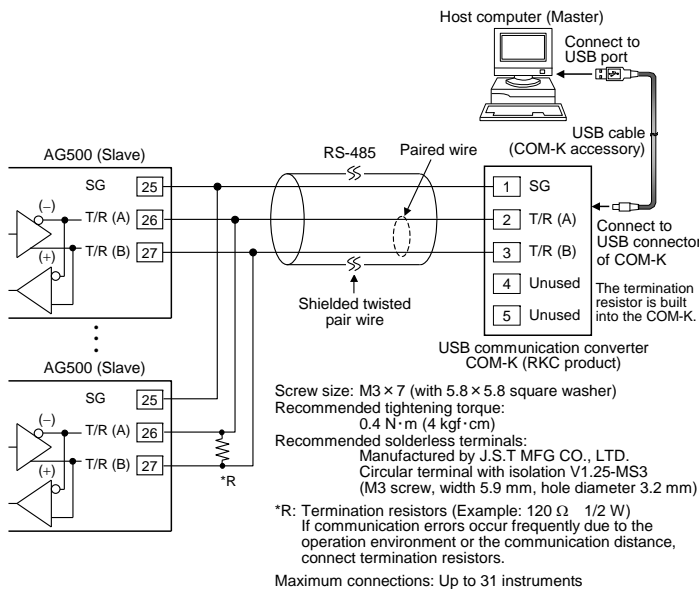 Host computer (Master)
Connect to
USB port
USB cable
(COM-K accessory)
AG500 (Slave)
RS-485
Paired wire
SG 25
(−)
T/R (A) 26
T/R (B) 27
(+)
1 SG
2 T/R (A)
3 T/R (B)
4 Unused
5 Unused
Connect to
USB connector
of COM-K
The termination
resistor is built
into the COM-K.
Shielded twisted
pair wire
USB communication converter
COM-K (RKC product)
AG500 (Slave)
SG 25
(−)
T/R (A) 26
T/R (B) 27
(+)
*R
Screw size: M3 × 7 (with 5.8 × 5.8 square washer)
Recommended tightening torque:
0.4 N·m (4 kgf·cm)
Recommended solderless terminals:
Manufactured by J.S.T MFG CO., LTD.
Circular terminal with isolation V1.25-MS3
(M3 screw, width 5.9 mm, hole diameter 3.2 mm)
*R: Termination resistors (Example: 120 Ω 1/2 W)
If communication errors occur frequently due to the
operation environment or the communication distance,
connect termination resistors.
Maximum connections: Up to 31 instruments